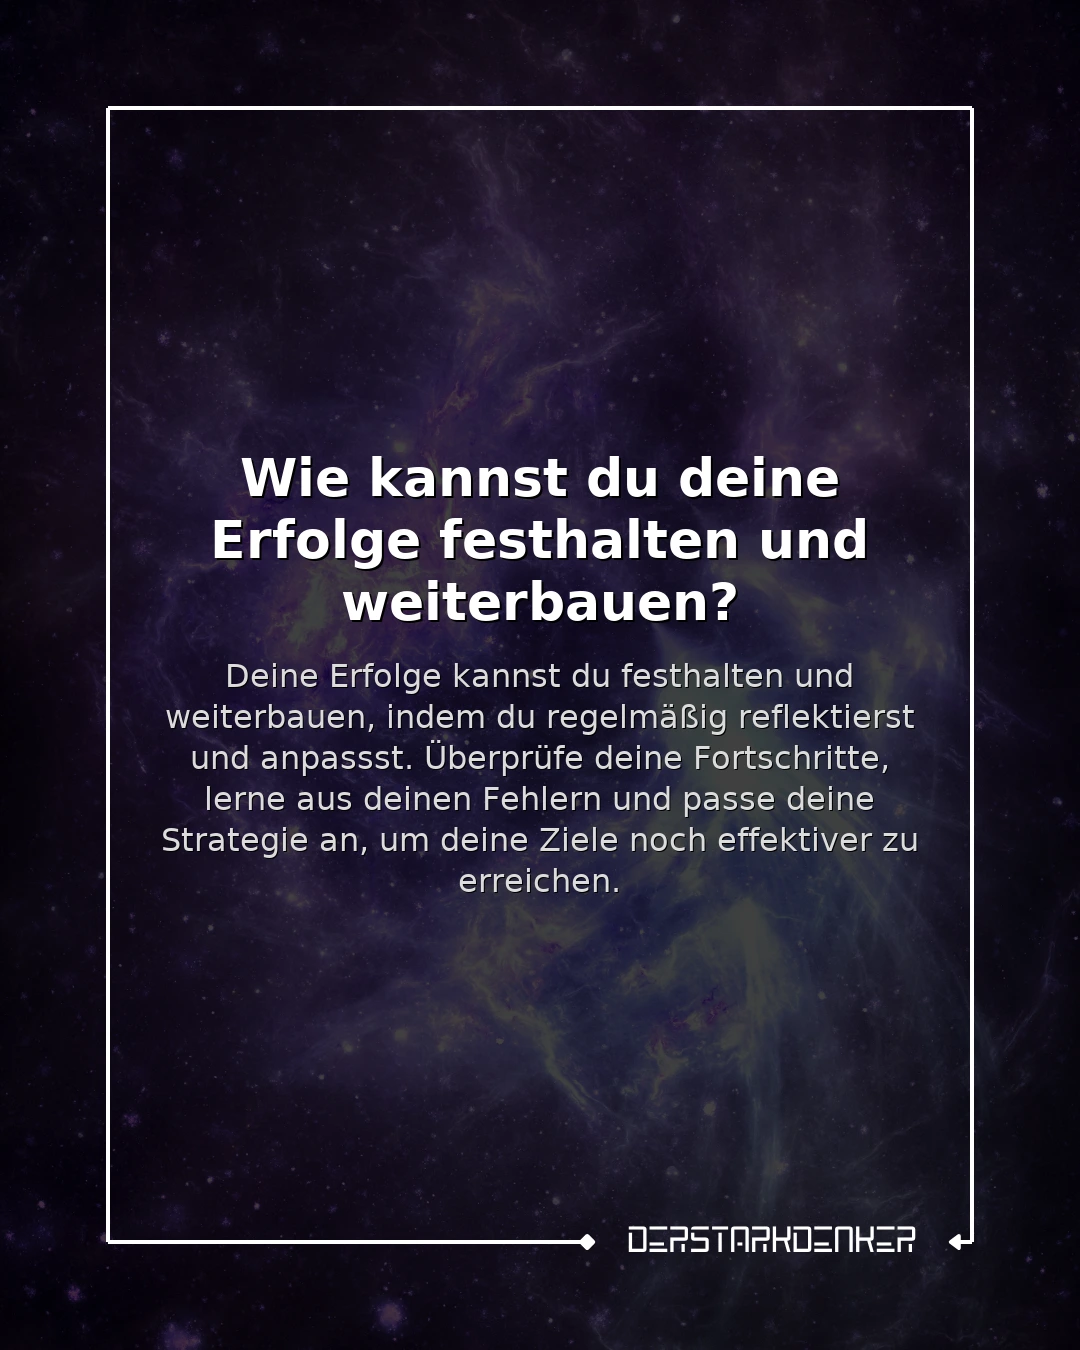 Wie kannst du deine
Erfolge festhalten und
weiterbauen?
Deine Erfolge kannst du festhalten und
weiterbauen, indem du regelmäßig reflektierst
und anpassst. Überprüfe deine Fortschritte,
lerne aus deinen Fehlern und passe deine
Strategie an, um deine Ziele noch effektiver zu
erreichen.
DERSTARKDENKER